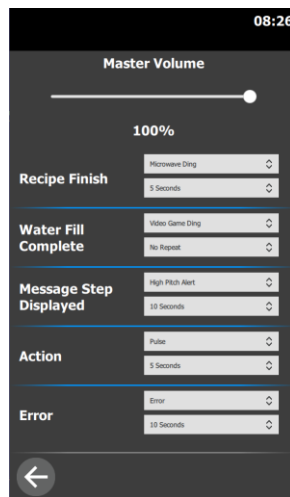 08:26
Master Volume
100%
Recipe Finish
Microwave Ding
5 Seconds
Water Fill
Complete
Video Game Ding
No Repeat
Message Step
Displayed
High Pitch Alert
10 Seconds
Action
Pulse
5 Seconds
Error
Error
10 Seconds